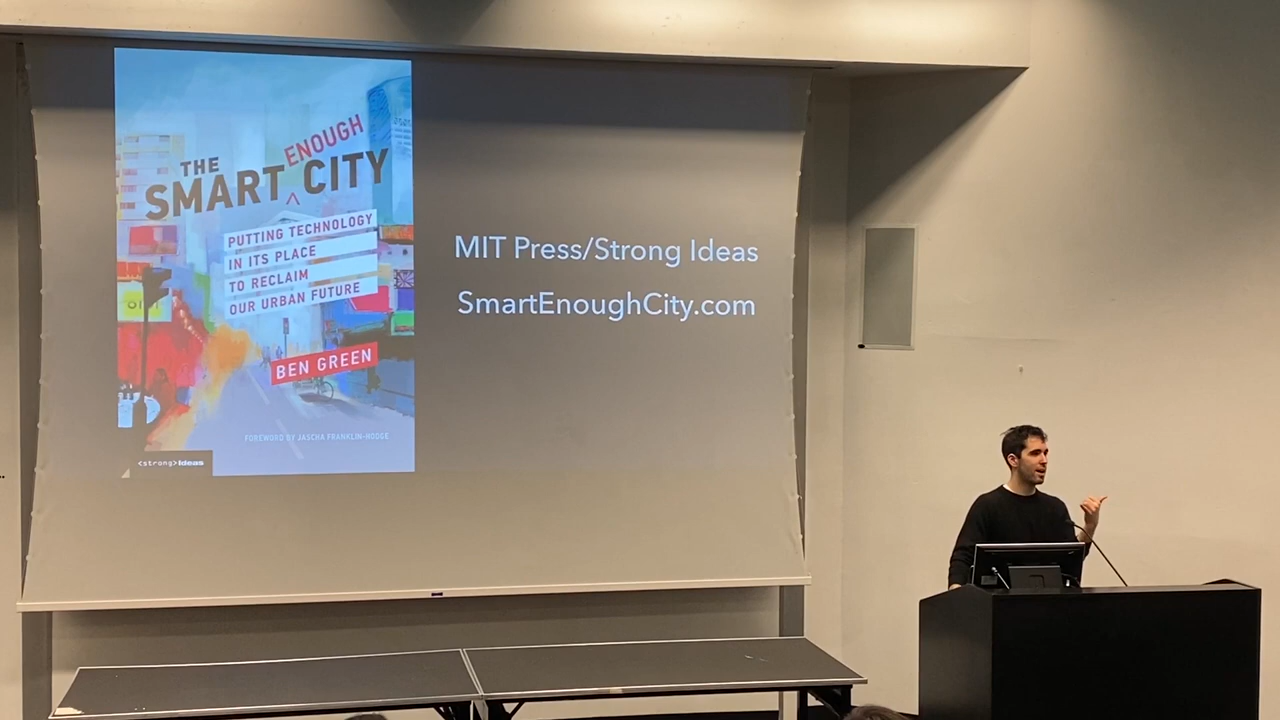 THE
ENOUGH
SMART CITY
PUTTING TECHNOLOGY
IN ITS PLACE
TO RECLAIM
OUR URBAN FUTURE
BEN GREEN
FOREWORD BY JASCHA FRANKLIN-HODGE
<strong>Ideas
MIT Press/Strong Ideas
SmartEnoughCity.com